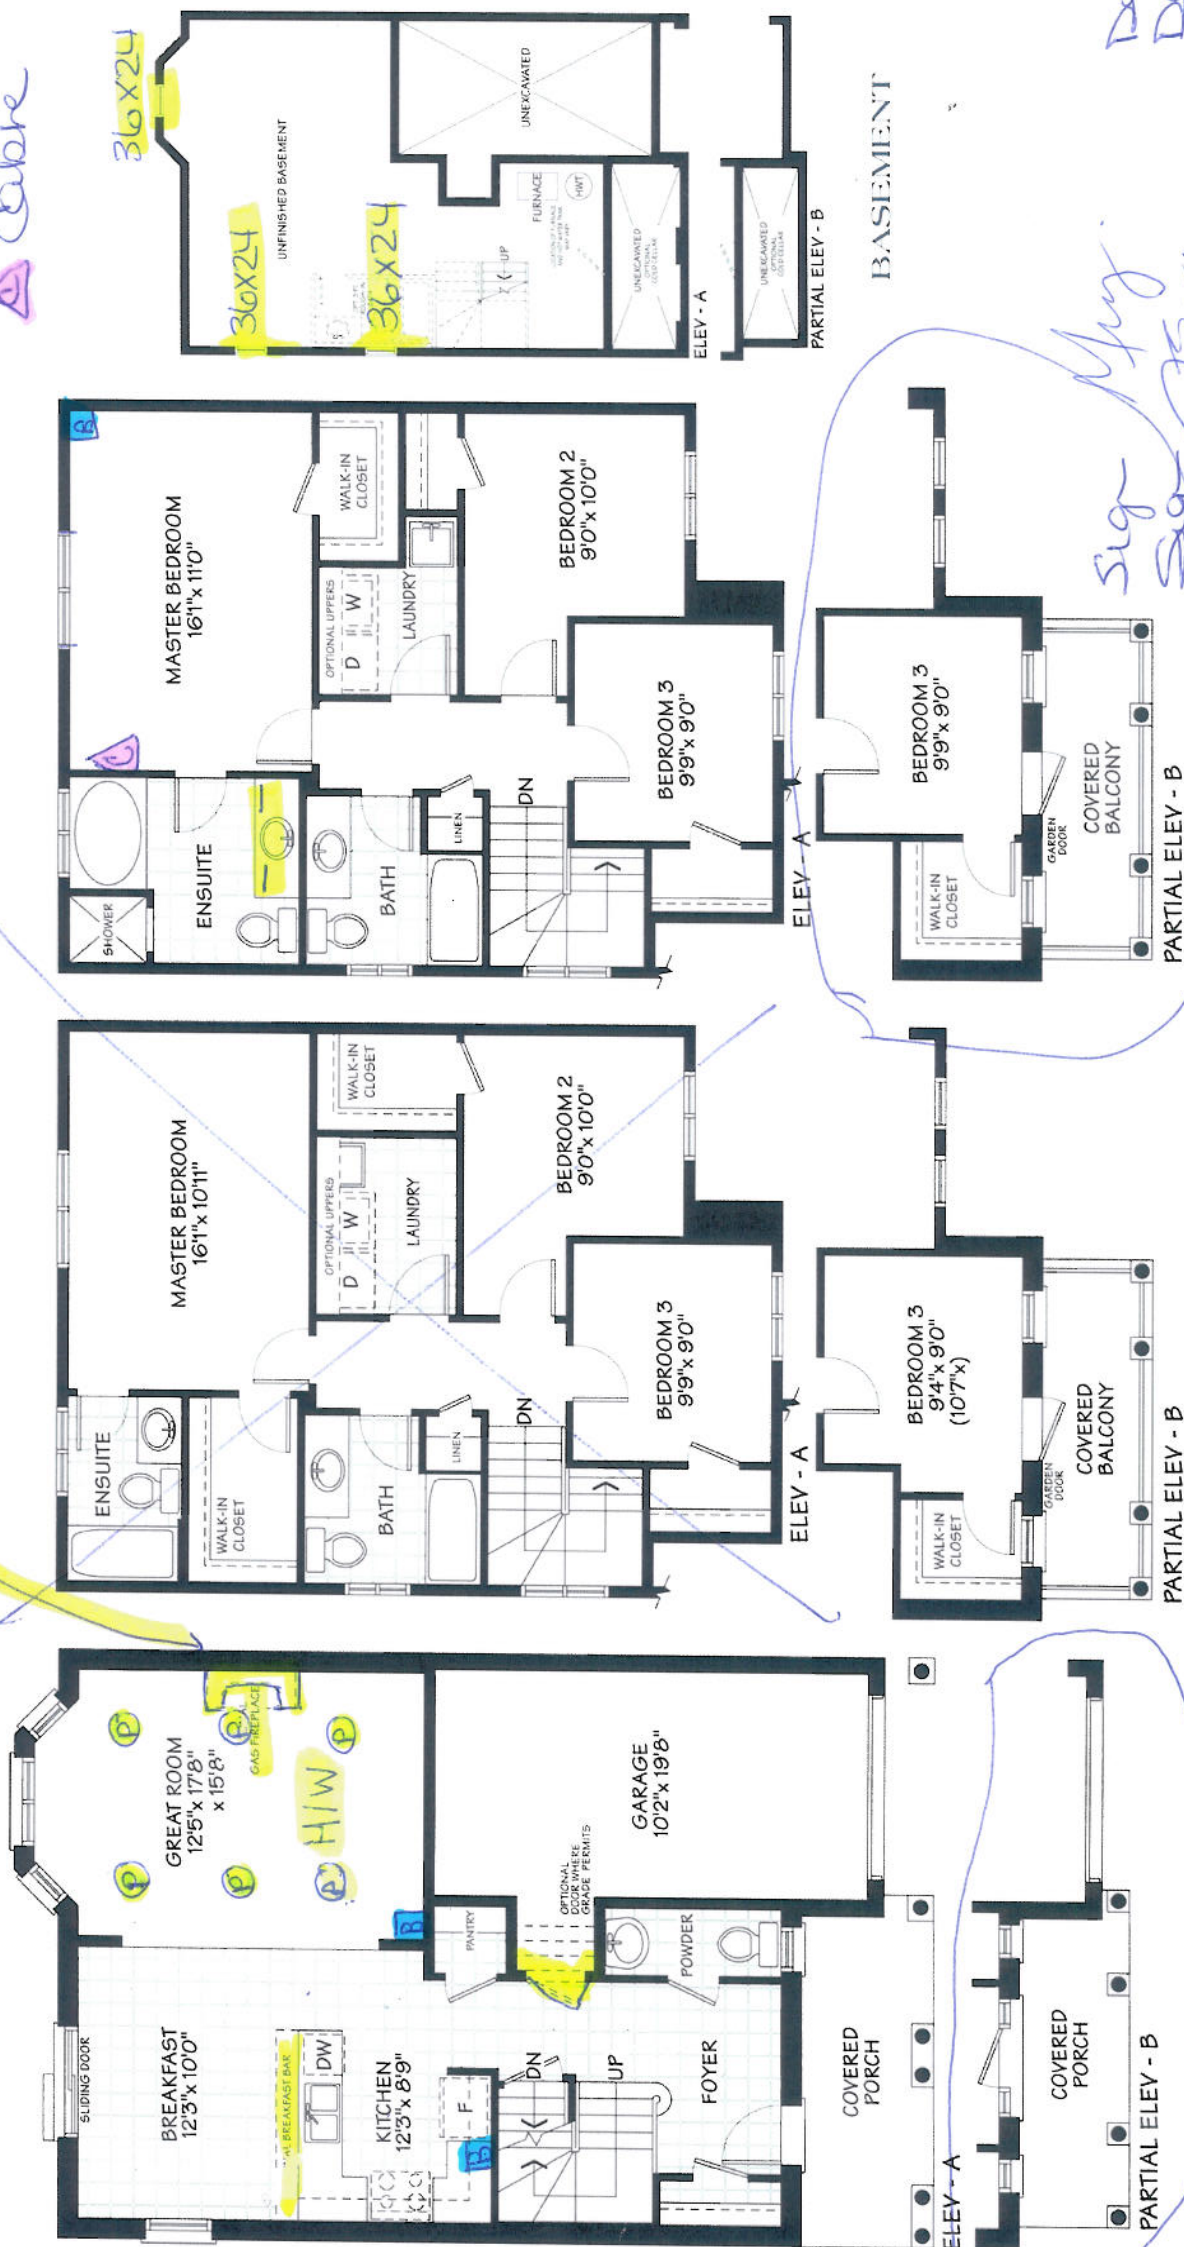 Cable
36x24
36x24
36x24
UNFINISHED BASEMENT
UNEXCAVATED
FURNACE
HWT
UP
UNEXCAVATED
OPTIONAL
COLD CELLAR
ELEV - A
UNEXCAVATED
OPTIONAL
COLD CELLAR
PARTIAL ELEV - B
BASEMENT
B
MASTER BEDROOM
16'1"x 11'0"
C
SHOWER
ENSUITE
WALK-IN
CLOSET
OPTIONAL UPPERS
D W
LAUNDRY
BATH
LINEN
DN
BEDROOM 2
9'0"x 10'0"
BEDROOM 3
9'9"x 9'0"
ELEV - A
BEDROOM 3
9'9"x 9'0"
WALK-IN
CLOSET
GARDEN
DOOR
COVERED
BALCONY
PARTIAL ELEV - B
Sig
Sig
MASTER BEDROOM
16'1"x 10'11"
ENSUITE
WALK-IN
CLOSET
WALK-IN
CLOSET
OPTIONAL UPPERS
D W
LAUNDRY
BATH
LINEN
DN
BEDROOM 2
9'0"x 10'0"
BEDROOM 3
9'9"x 9'0"
ELEV - A
BEDROOM 3
9'4"x 9'0"
(10'7"x)
WALK-IN
CLOSET
GARDEN
DOOR
COVERED
BALCONY
PARTIAL ELEV - B
P
P
P
P
P
P
GREAT ROOM
12'5"x 17'8"
x 15'8"
GAS FIREPLACE
H/W
B
SLIDING DOOR
BREAKFAST
12'3"x 10'0"
BREAKFAST BAR
DW
KITCHEN
12'3"x 8'9"
F
B
PANTRY
OPTIONAL
DOOR WHERE
GRADE PERMITS
GARAGE
10'2"x 19'8"
POWDER
DN
UP
FOYER
COVERED
PORCH
ELEV - A
COVERED
PORCH
PARTIAL ELEV - B